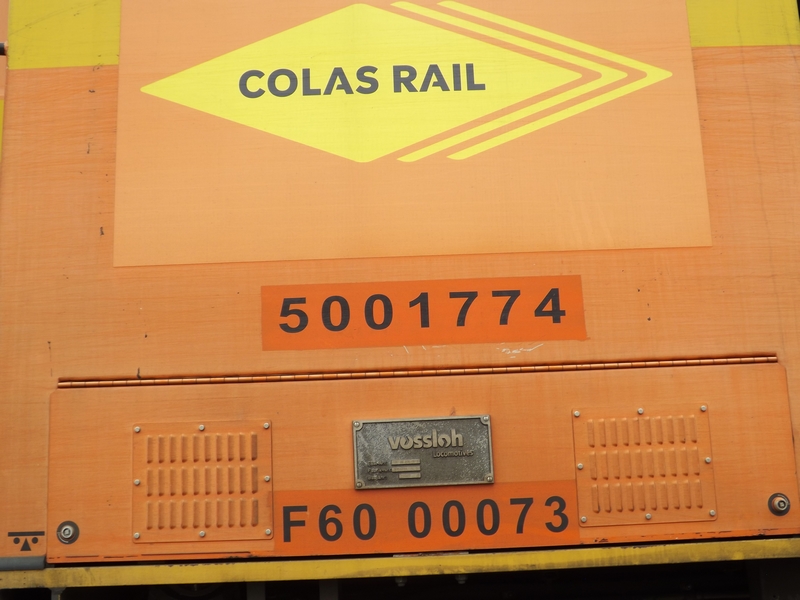 COLAS RAIL
5001774
vossloh
Locomotives
F60 00073